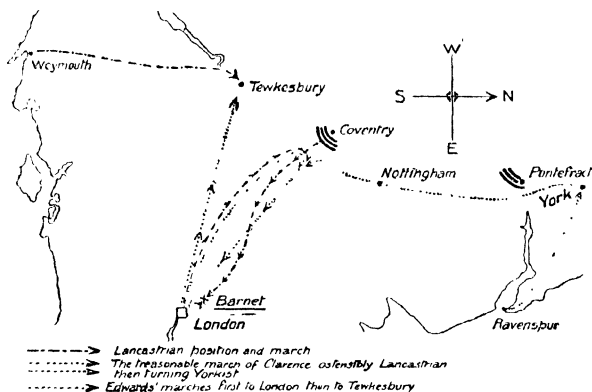 W
Weymouth
Tewkesbury
S N
Coventry
E
Nottingham
Pontefract
York
Barnet
London
Ravenspur
Lancastrian position and march
The treasonable march of Clarence ostensibly Lancastrian
then turning Yorkist
Edwards' marches first to London then to Tewkesbury